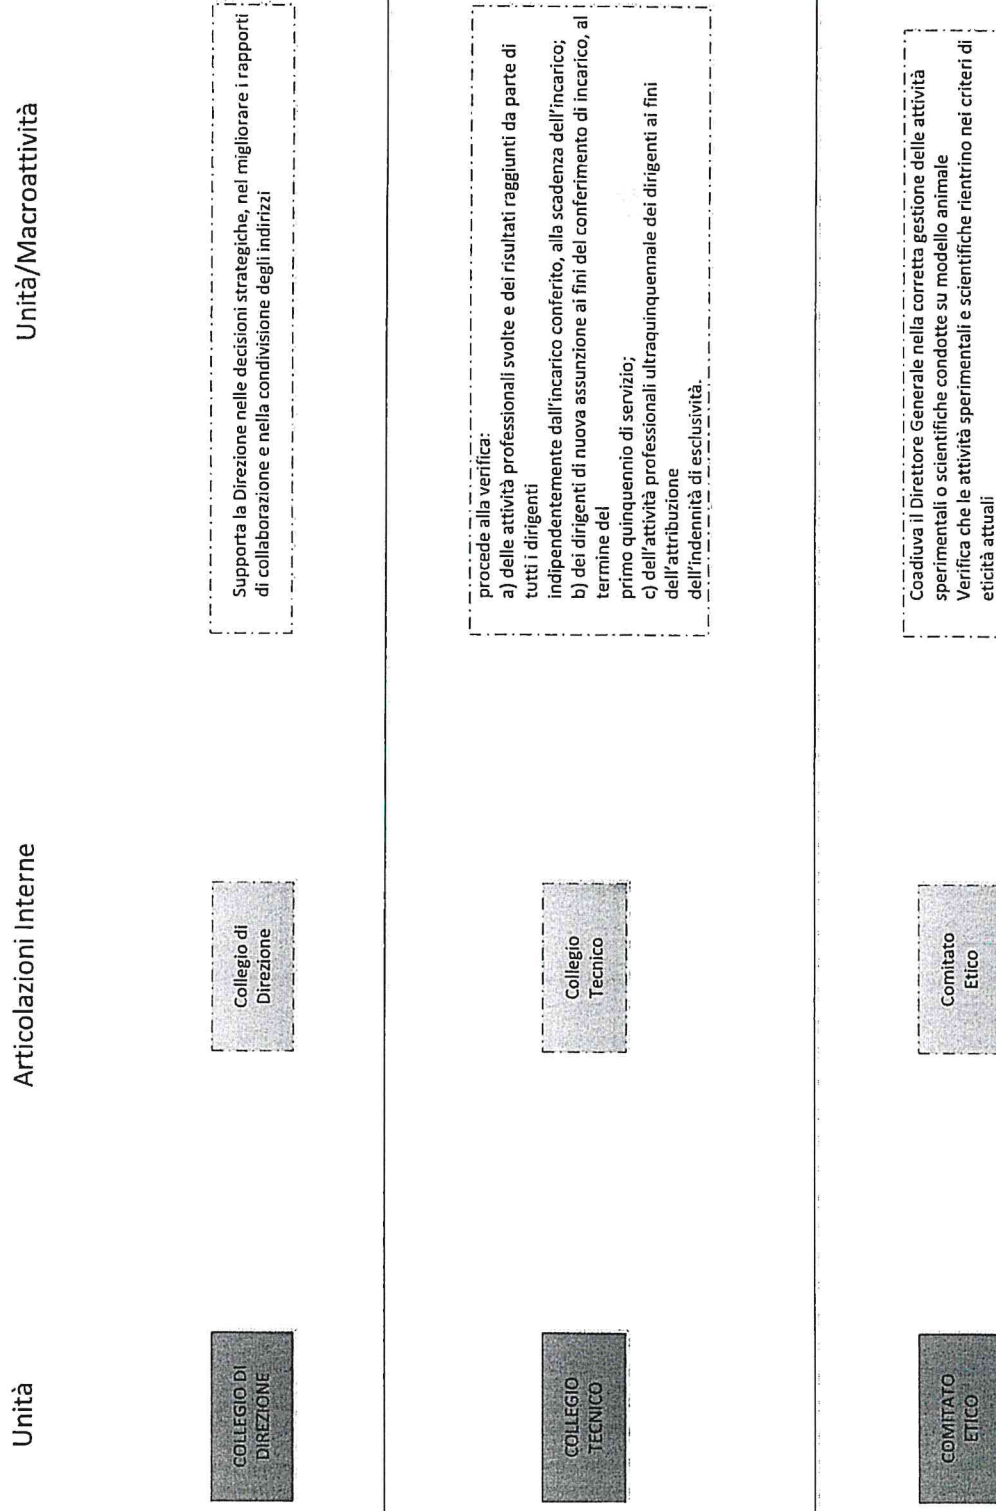 Unità
Articolazioni Interne
Unità/Macroattività
COLLEGIO DI
DIREZIONE
Collegio di
Direzione
Supporta la Direzione nelle decisioni strategiche, nel migliorare i rapporti
di collaborazione e nella condivisione degli indirizzi
COLLEGIO
TECNICO
Collegio
Tecnico
procede alla verifica:
a) delle attività professionali svolte e dei risultati raggiunti da parte di
tutti i dirigenti
indipendentemente dall'incarico conferito, alla scadenza dell'incarico;
b) dei dirigenti di nuova assunzione ai fini del conferimento di incarico, al
termine del
primo quinquennio di servizio;
c) dell'attività professionali ultraquinquennale dei dirigenti ai fini
dell'attribuzione
dell'indennità di esclusività.
COMITATO
ETICO
Comitato
Etico
Coadiuva il Direttore Generale nella corretta gestione delle attività
sperimentali o scientifiche condotte su modello animale
Verifica che le attività sperimentali e scientifiche rientrino nei criteri di
eticità attuali